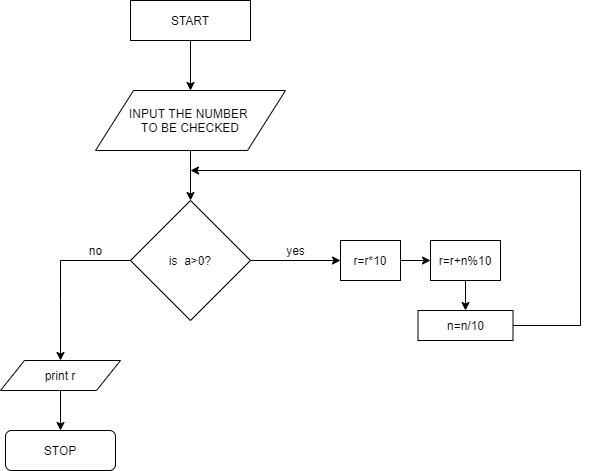 START
INPUT THE NUMBER
TO BE CHECKED
is a>0?
no
yes
r=r*10
r=r+n%10
n=n/10
print r
STOP